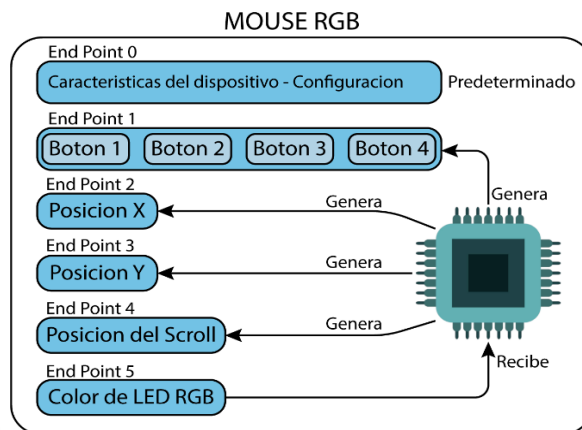 MOUSE RGB
End Point 0
Caracteristicas del dispositivo - Configuracion
Predeterminado
End Point 1
Boton 1
Boton 2
Boton 3
Boton 4
Genera
End Point 2
Posicion X
Genera
End Point 3
Posicion Y
Genera
End Point 4
Posicion del Scroll
Genera
End Point 5
Color de LED RGB
Recibe